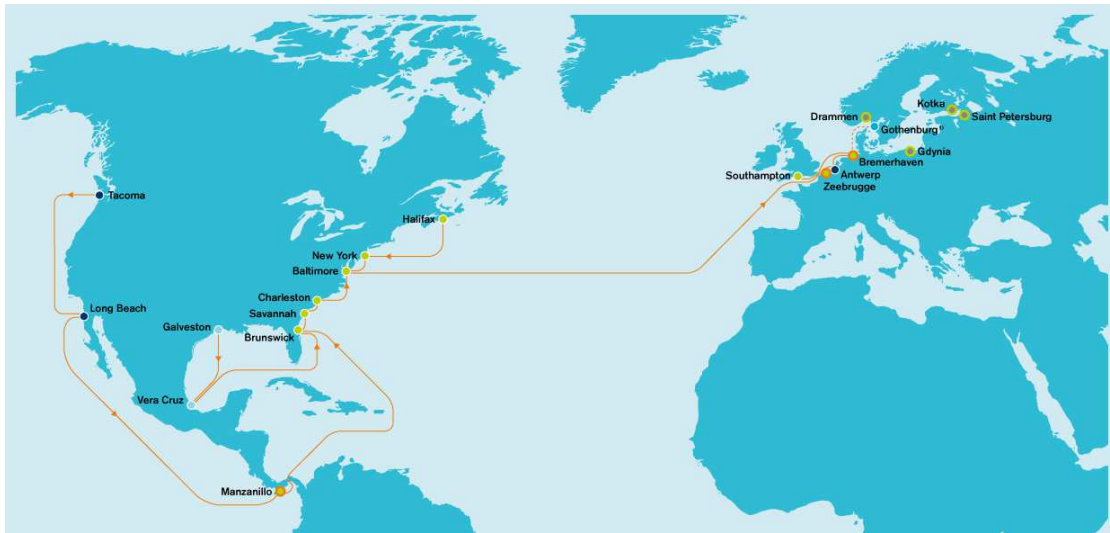 Kotka
Drammen
Saint Petersburg
Gothenburg¹⁾
Gdynia
Bremerhaven
Southampton
Antwerp
Zeebrugge
Tacoma
Halifax
New York
Baltimore
Charleston
Long Beach
Savannah
Galveston
Brunswick
Vera Cruz
Manzanillo